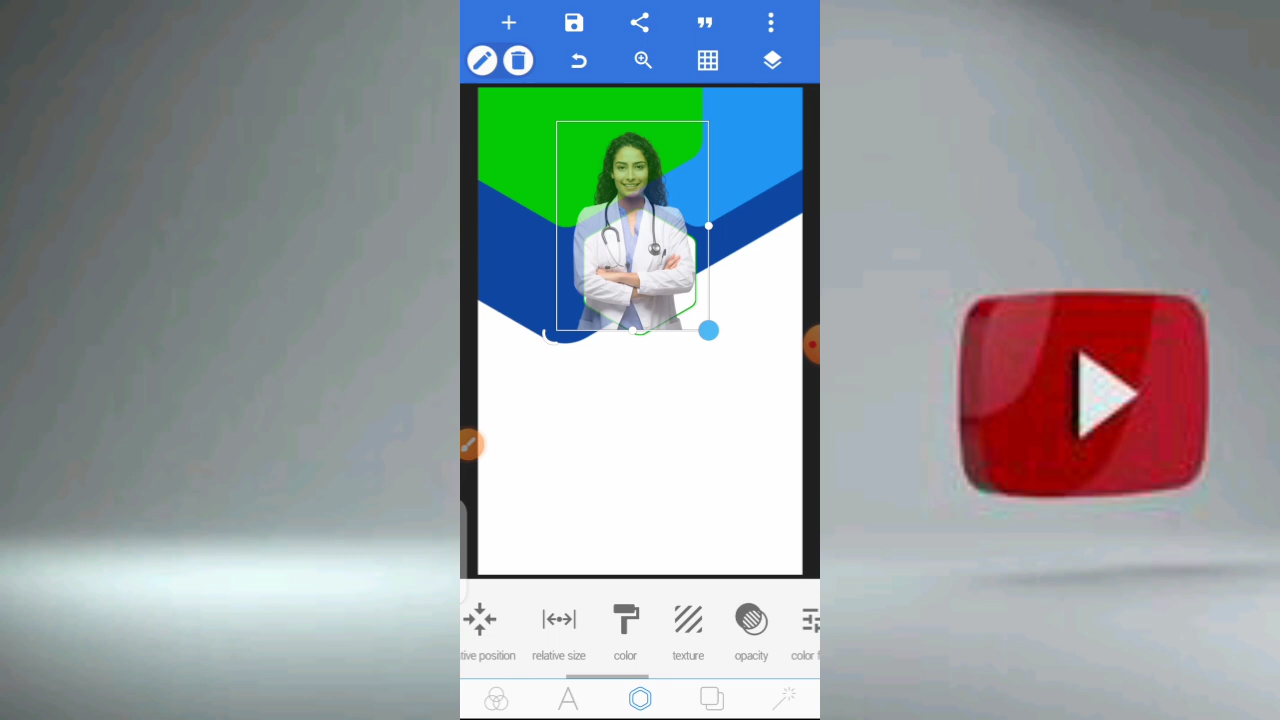 tive position
relative size
color
texture
opacity
color f